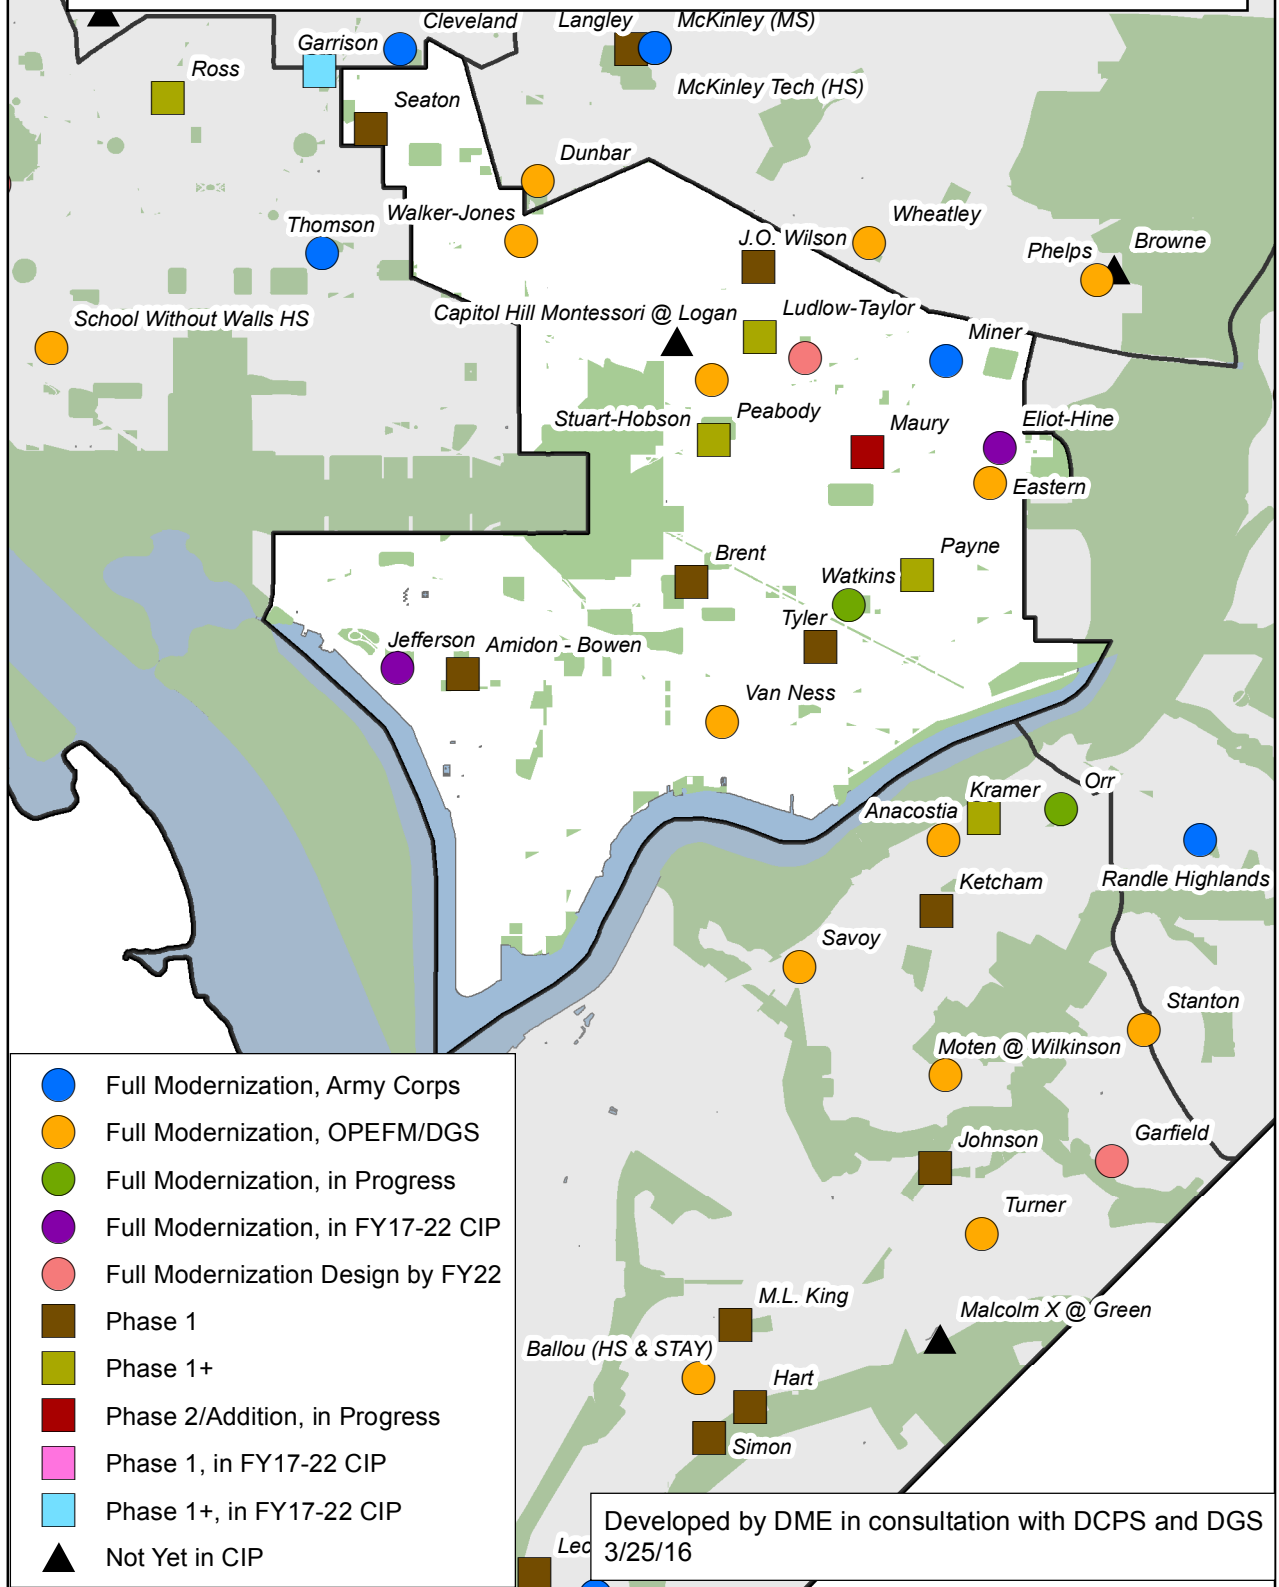 Cleveland
Langley
McKinley (MS)
Garrison
Ross
McKinley Tech (HS)
Seaton
Dunbar
Walker-Jones
Wheatley
Thomson
J.O. Wilson
Browne
Phelps
Capitol Hill Montessori @ Logan
Ludlow-Taylor
School Without Walls HS
Miner
Peabody
Stuart-Hobson
Maury
Eliot-Hine
Eastern
Brent
Payne
Watkins
Tyler
Jefferson
Amidon - Bowen
Van Ness
Kramer
Orr
Anacostia
Randle Highlands
Ketcham
Savoy
Stanton
Moten @ Wilkinson
Johnson
Garfield
Turner
M.L. King
Malcolm X @ Green
Ballou (HS & STAY)
Hart
Simon
Lec
Full Modernization, Army Corps
Full Modernization, OPEFM/DGS
Full Modernization, in Progress
Full Modernization, in FY17-22 CIP
Full Modernization Design by FY22
Phase 1
Phase 1+
Phase 2/Addition, in Progress
Phase 1, in FY17-22 CIP
Phase 1+, in FY17-22 CIP
Not Yet in CIP
Developed by DME in consultation with DCPS and DGS
3/25/16